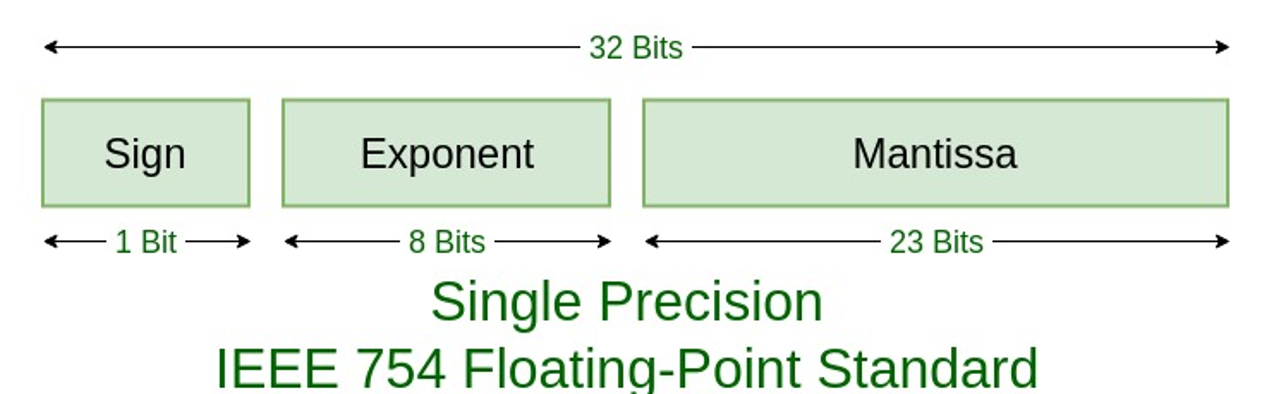 32 Bits
Sign Exponent Mantissa
1 Bit 8 Bits 23 Bits
Single Precision
IEEE 754 Floating-Point Standard